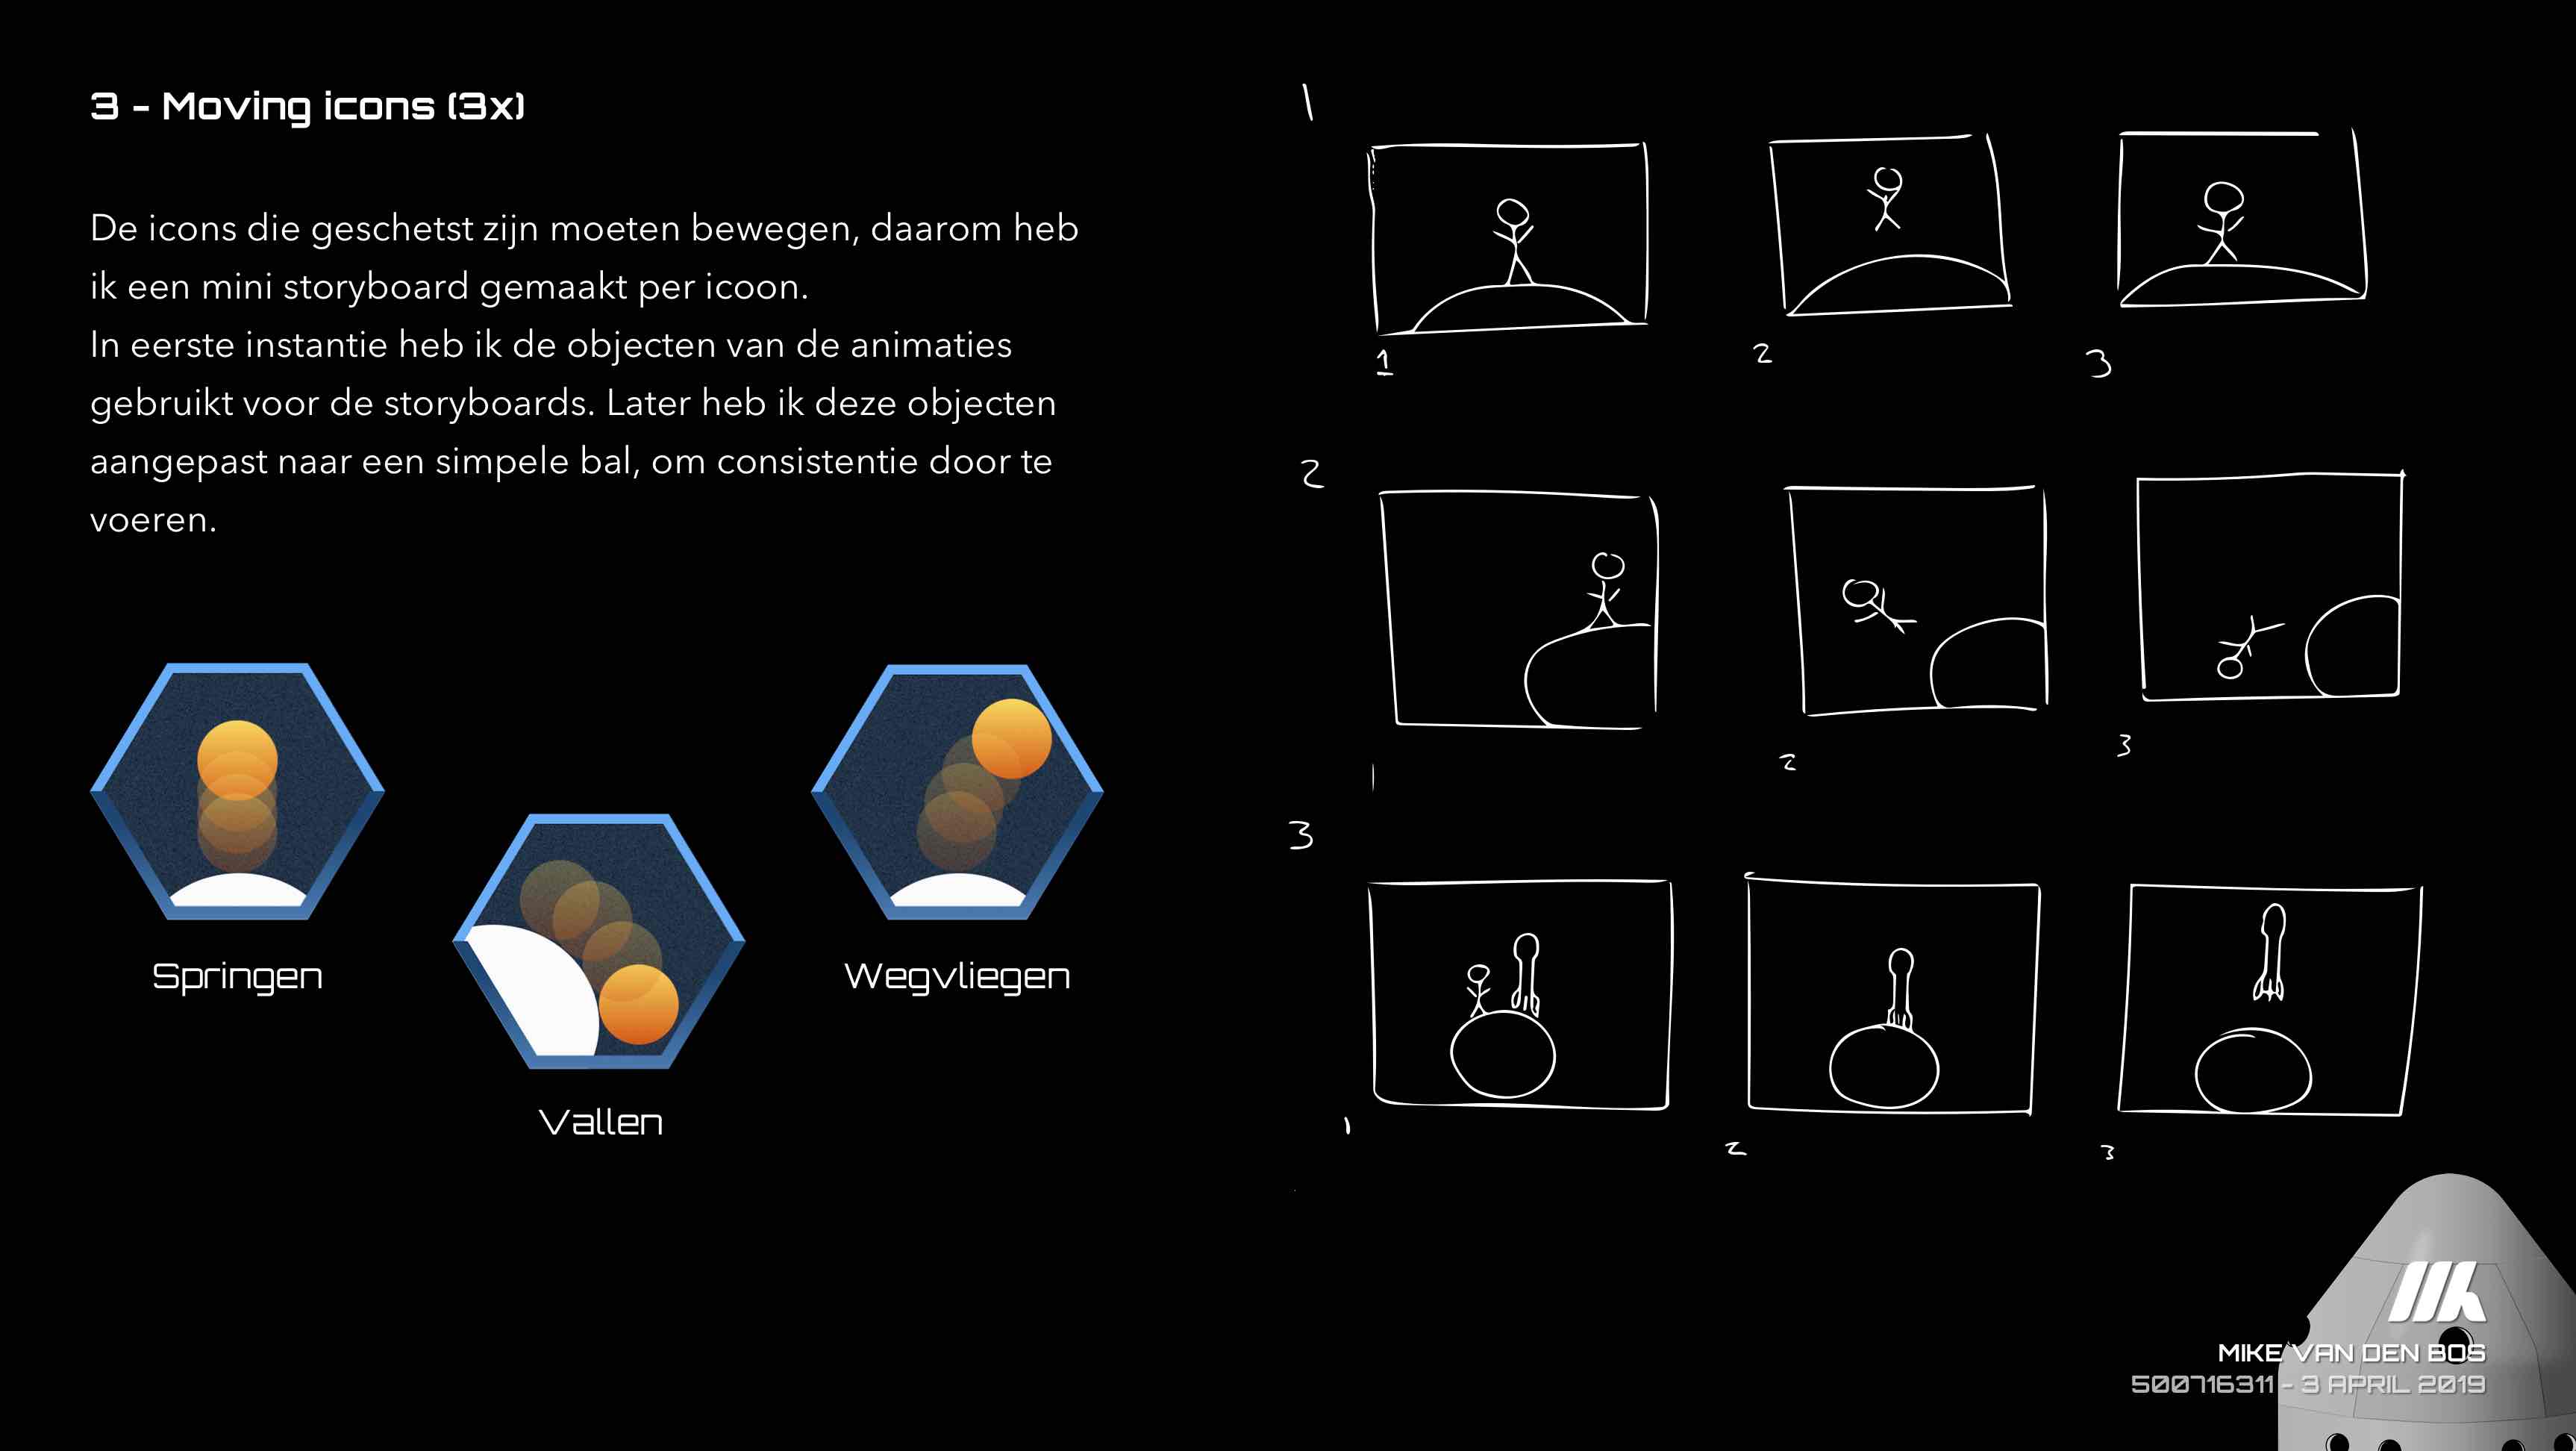 3 - Moving icons (3x)
De icons die geschetst zijn moeten bewegen, daarom heb
ik een mini storyboard gemaakt per icoon.
In eerste instantie heb ik de objecten van de animaties
gebruikt voor de storyboards. Later heb ik deze objecten
aangepast naar een simpele bal, om consistentie door te
voeren.
Springen
Vallen
Wegvliegen
1
1
2
3
2
1
2
3
3
1
2
3
MIKE VAN DEN BOS
500716311 - 3 APRIL 2019